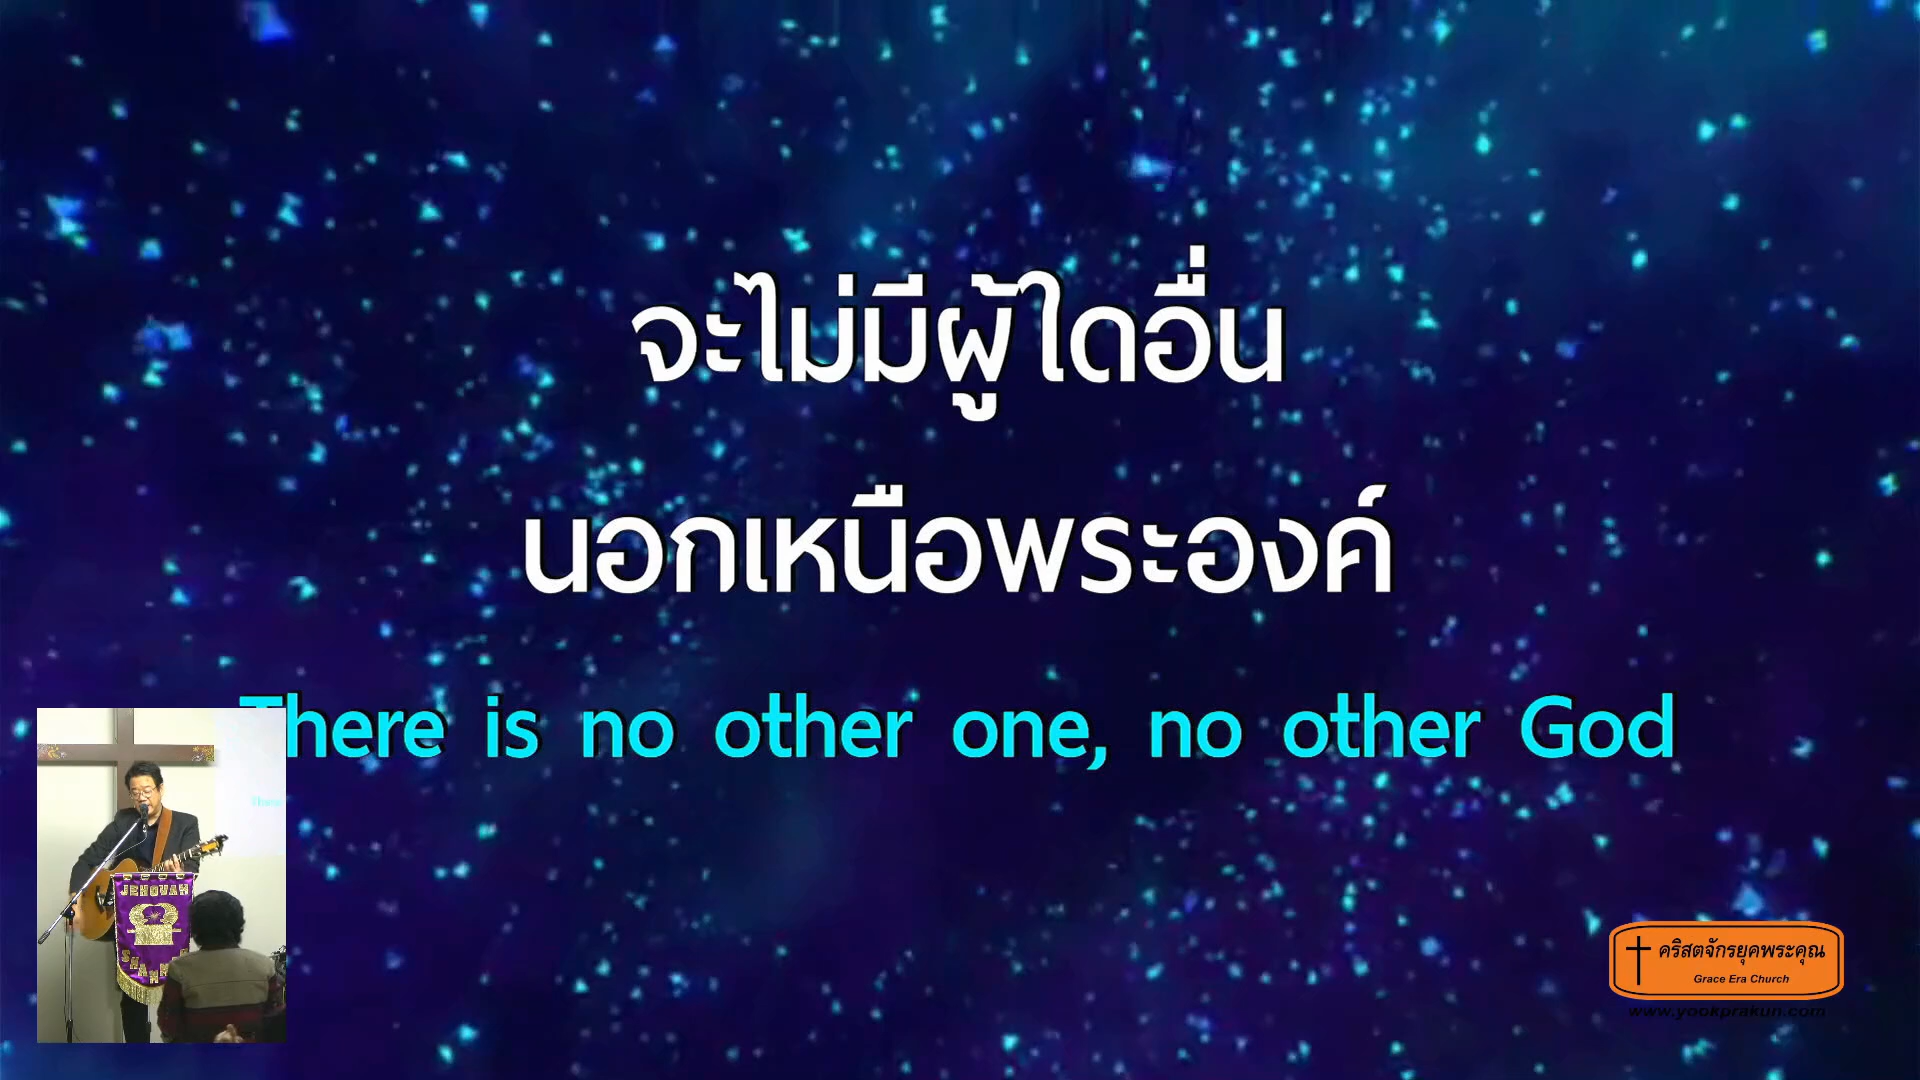 จะไม่มีผู้ใดอื่น
นอกเหนือพระองค์
There is no other one, no other God
There
JEHOVAH
SHAMMAH
คริสตจักรยุคพระคุณ
Grace Era Church
www.yookprakun.com